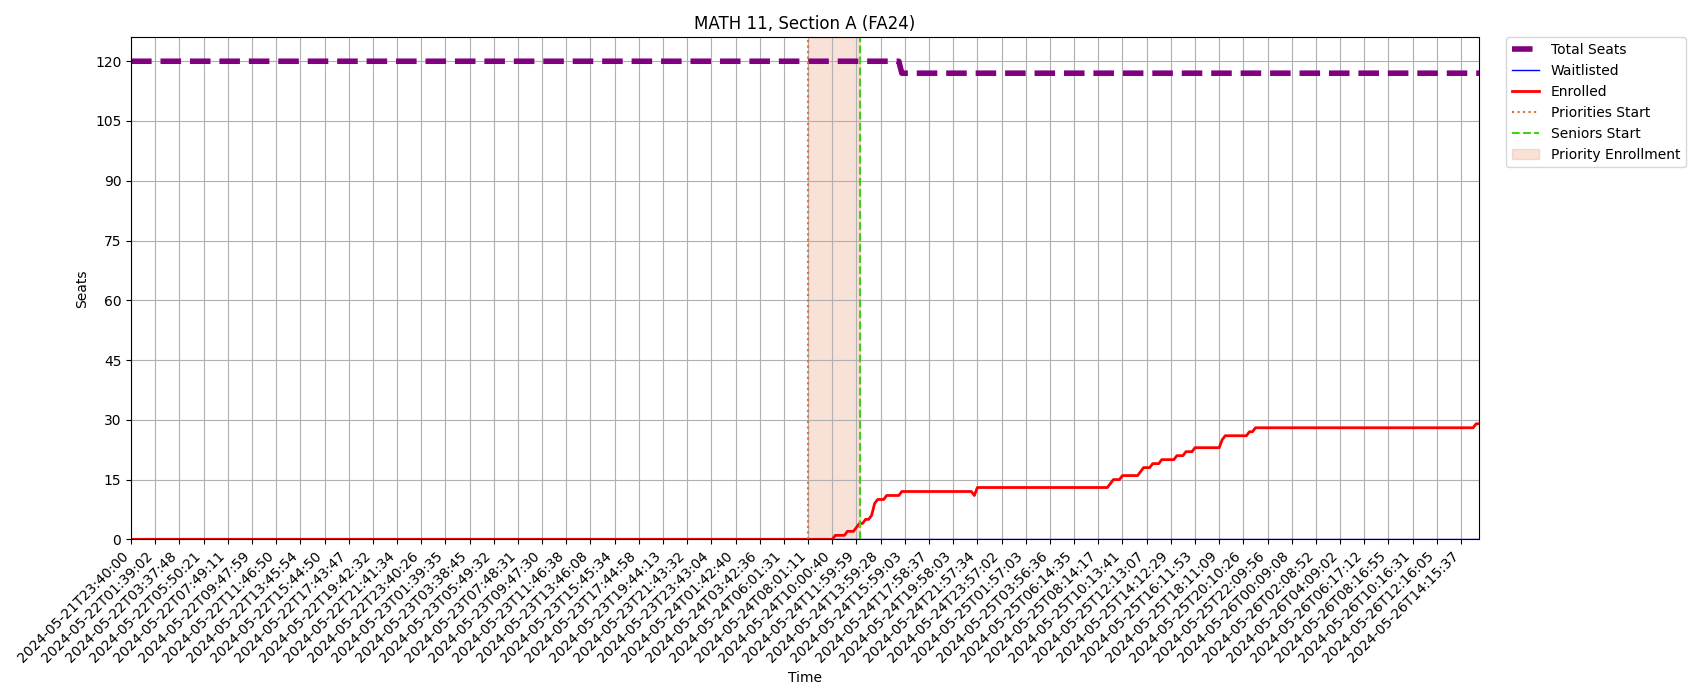 MATH 11, Section A (FA24)
Total Seats
Waitlisted
Enrolled
Priorities Start
Seniors Start
Priority Enrollment
120
105
90
75
60
45
30
15
0
Seats
2024-05-21T23:40:00
2024-05-22T01:39:02
2024-05-22T03:37:48
2024-05-22T05:50:21
2024-05-22T07:49:11
2024-05-22T09:47:59
2024-05-22T11:46:50
2024-05-22T13:45:54
2024-05-22T15:44:50
2024-05-22T17:43:47
2024-05-22T19:42:32
2024-05-22T21:41:34
2024-05-22T23:40:26
2024-05-23T01:39:35
2024-05-23T03:38:45
2024-05-23T05:49:32
2024-05-23T07:48:31
2024-05-23T09:47:30
2024-05-23T11:46:38
2024-05-23T13:46:08
2024-05-23T15:45:34
2024-05-23T17:44:58
2024-05-23T19:44:13
2024-05-23T21:43:32
2024-05-23T23:43:04
2024-05-24T01:42:40
2024-05-24T03:42:36
2024-05-24T06:01:31
2024-05-24T08:01:11
2024-05-24T10:00:40
2024-05-24T11:59:59
2024-05-24T13:59:28
2024-05-24T15:59:03
2024-05-24T17:58:37
2024-05-24T19:58:03
2024-05-24T21:57:34
2024-05-24T23:57:02
2024-05-25T01:57:03
2024-05-25T03:56:36
2024-05-25T06:14:35
2024-05-25T08:14:17
2024-05-25T10:13:41
2024-05-25T12:13:07
2024-05-25T14:12:29
2024-05-25T16:11:53
2024-05-25T18:11:09
2024-05-25T20:10:26
2024-05-25T22:09:56
2024-05-26T00:09:08
2024-05-26T02:08:52
2024-05-26T04:09:02
2024-05-26T06:17:12
2024-05-26T08:16:55
2024-05-26T10:16:31
2024-05-26T12:16:05
2024-05-26T14:15:37
Time